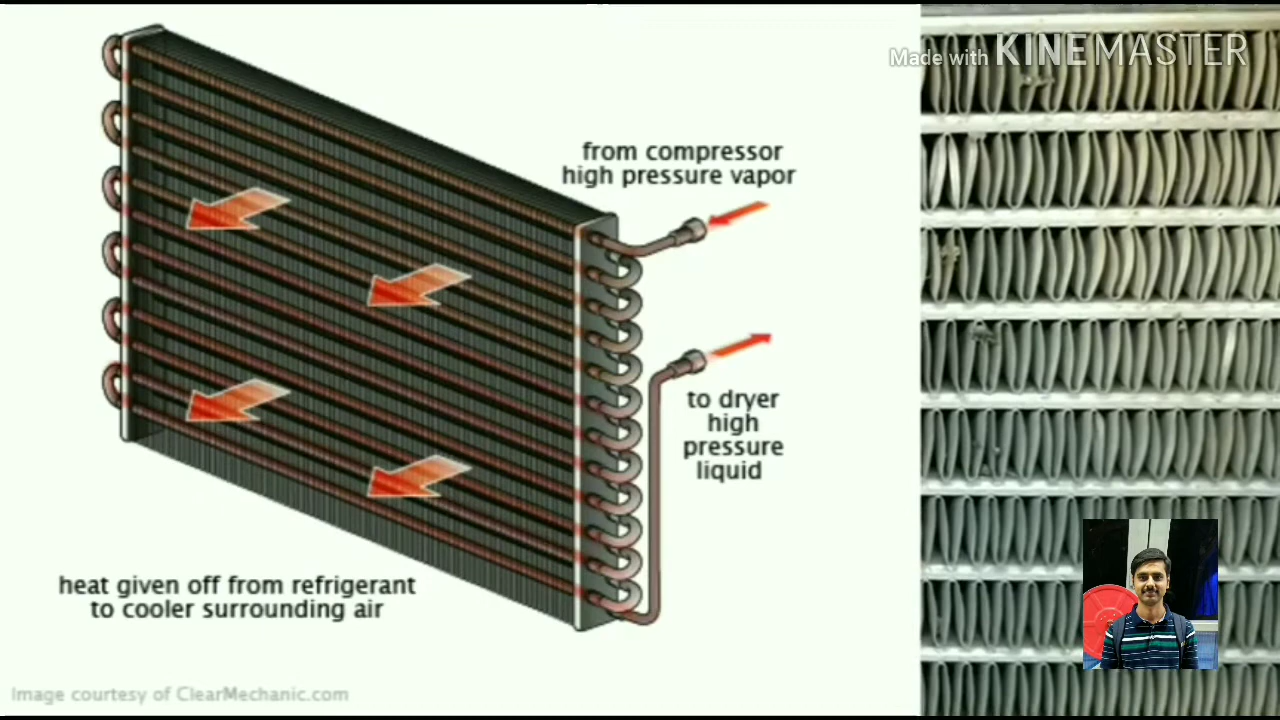 Made with KINEMASTER
from compressor
high pressure vapor
to dryer
high
pressure
liquid
heat given off from refrigerant
to cooler surrounding air
Image courtesy of ClearMechanic.com